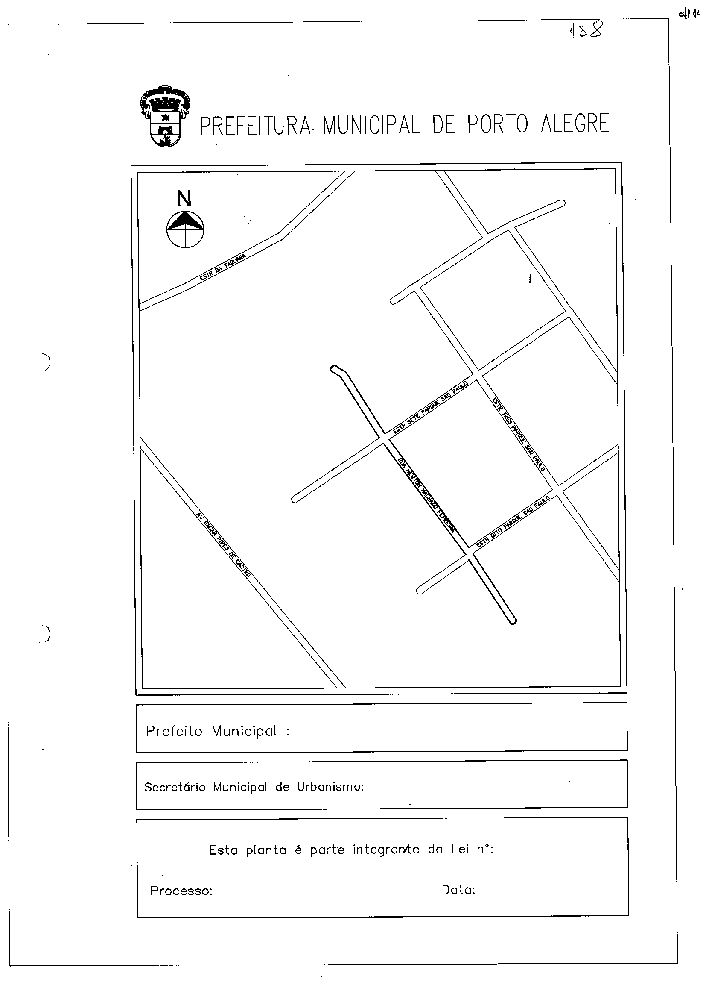 188
PREFEITURA MUNICIPAL DE PORTO ALEGRE
N
ESTR DA TAQUARA
ESTR SETE PARQUE SAO PAULO
ESTR TRES PARQUE SAO PAULO
RUA NEWTON MACHADO FERREIRA
ESTR OITO PARQUE SAO PAULO
AV EDGAR PIRES DE CASTRO
Prefeito Municipal :
Secretário Municipal de Urbanismo:
Esta planta é parte integrante da Lei nª:
Processo:
Data: